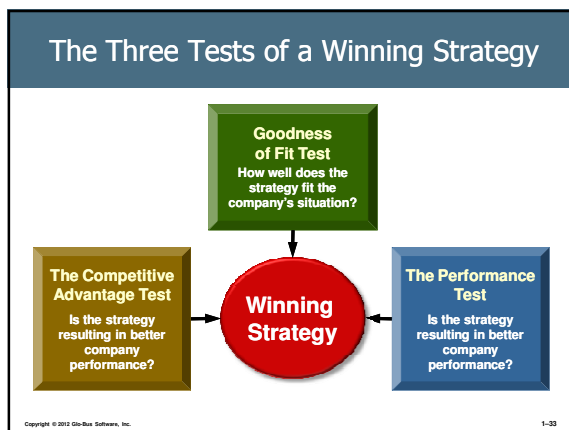 The Three Tests of a Winning Strategy
Goodness
of Fit Test
How well does the
strategy fit the
company's situation?
The Competitive
Advantage Test
Is the strategy
resulting in better
company
performance?
Winning
Strategy
The Performance
Test
Is the strategy
resulting in better
company
performance?
Copyright © 2012 Glo-Bus Software, Inc.
1–33